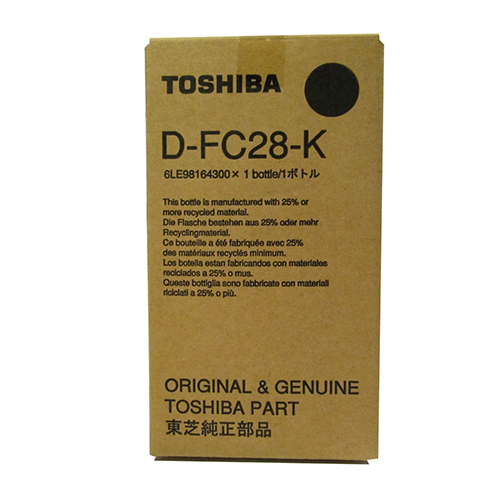 TOSHIBA
D-FC28-K
6LE98164300× 1 bottle/1ボトル
This bottle is manufactured with 25% or
more recycled material.
Die Flasche bestehen aus 25% oder mehr
Recyclingmaterial.
Ce bouteille a été fabriquée avec 25%
des matériaux recyclés minimum.
Los botella estan fabricandos con materiales
reciclados a 25% o mus.
Queste bottiglia sono fabbricate con materiali
riciclati a 25% o più.
ORIGINAL & GENUINE
TOSHIBA PART
東芝純正部品